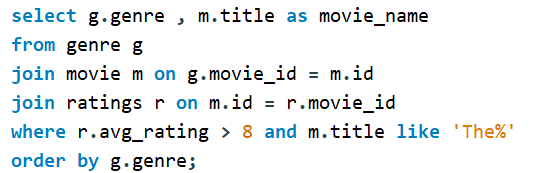 select g.genre , m.title as movie_name
from genre g
join movie m on g.movie_id = m.id
join ratings r on m.id = r.movie_id
where r.avg_rating > 8 and m.title like 'The%'
order by g.genre;